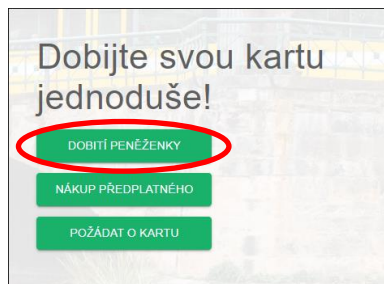 Dobijte svou kartu
jednoduše!
DOBITÍ PENĚŽENKY
NÁKUP PŘEDPLATNÉHO
POŽÁDAT O KARTU